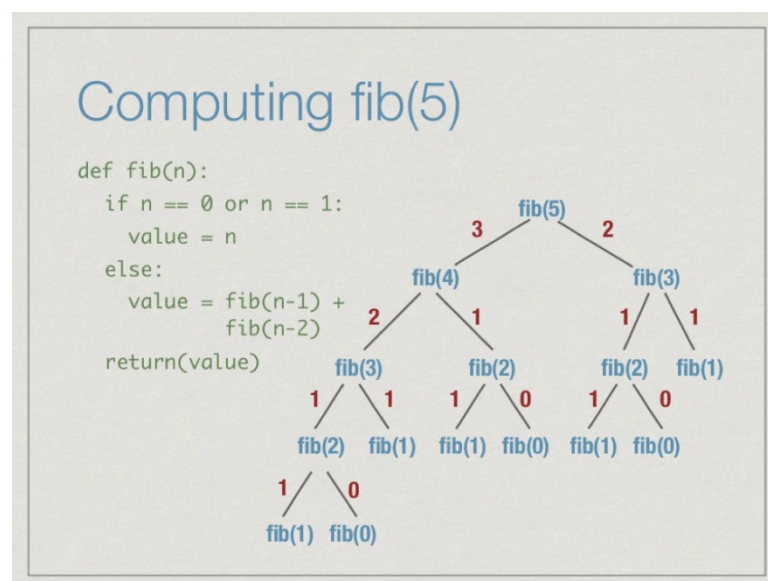 Computing fib(5)
def fib(n):
if n == 0 or n == 1:
value = n
else:
value = fib(n-1) +
fib(n-2)
return(value)
fib(5)
3 2
fib(4) fib(3)
2 1 1 1
fib(3) fib(2) fib(2) fib(1)
1 1 1 0 1 0
fib(2) fib(1) fib(1) fib(0) fib(1) fib(0)
1 0
fib(1) fib(0)